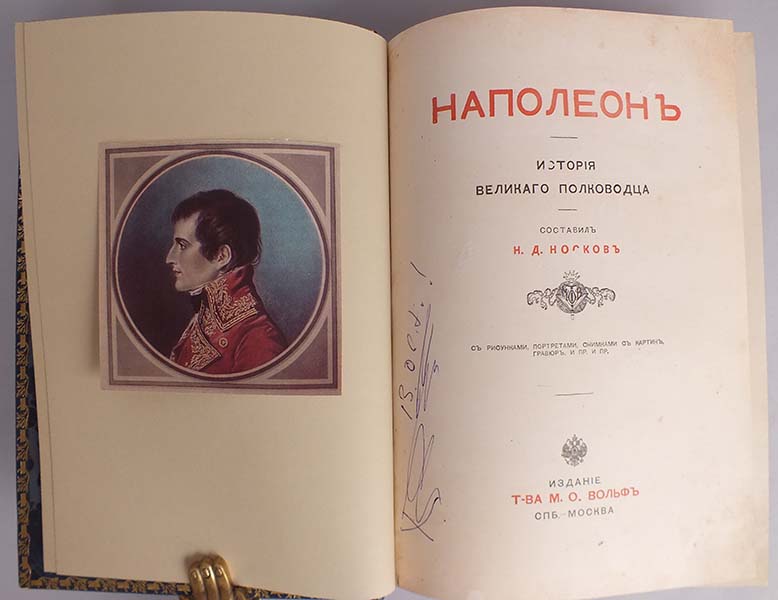 НАПОЛЕОНЪ
ИСТОРІЯ
ВЕЛИКАГО ПОЛКОВОДЦА
СОСТАВИЛЪ
Н. Д. НОСКОВЪ
СЪ РИСУНКАМИ, ПОРТРЕТАМИ, СНИМКАМИ СЪ КАРТИН,
ГРАВЮРЪ, И ПР. И ПР.
ИЗДАНІЕ
Т-ВА М. О. ВОЛЬФЪ
СПБ.-МОСКВА